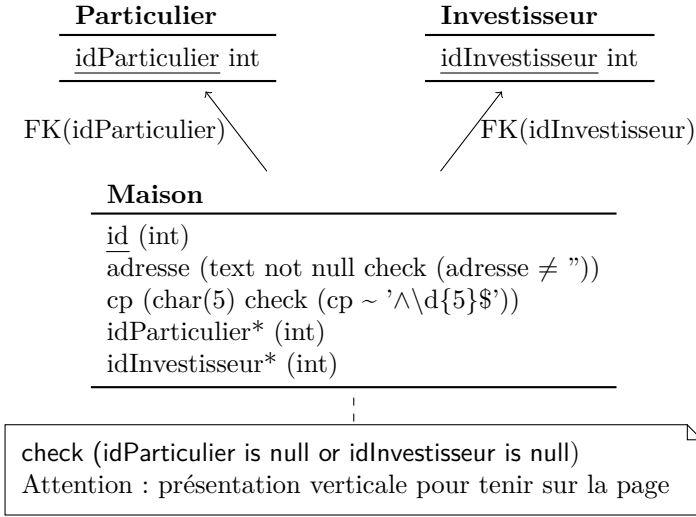 Particulier
Investisseur
idParticulier int
idInvestisseur int
FK(idParticulier)
FK(idInvestisseur)
Maison
id (int)
adresse (text not null check (adresse ≠ ”))
cp (char(5) check (cp ~ ’∧\d{5}$’))
idParticulier* (int)
idInvestisseur* (int)
check (idParticulier is null or idInvestisseur is null)
Attention : présentation verticale pour tenir sur la page